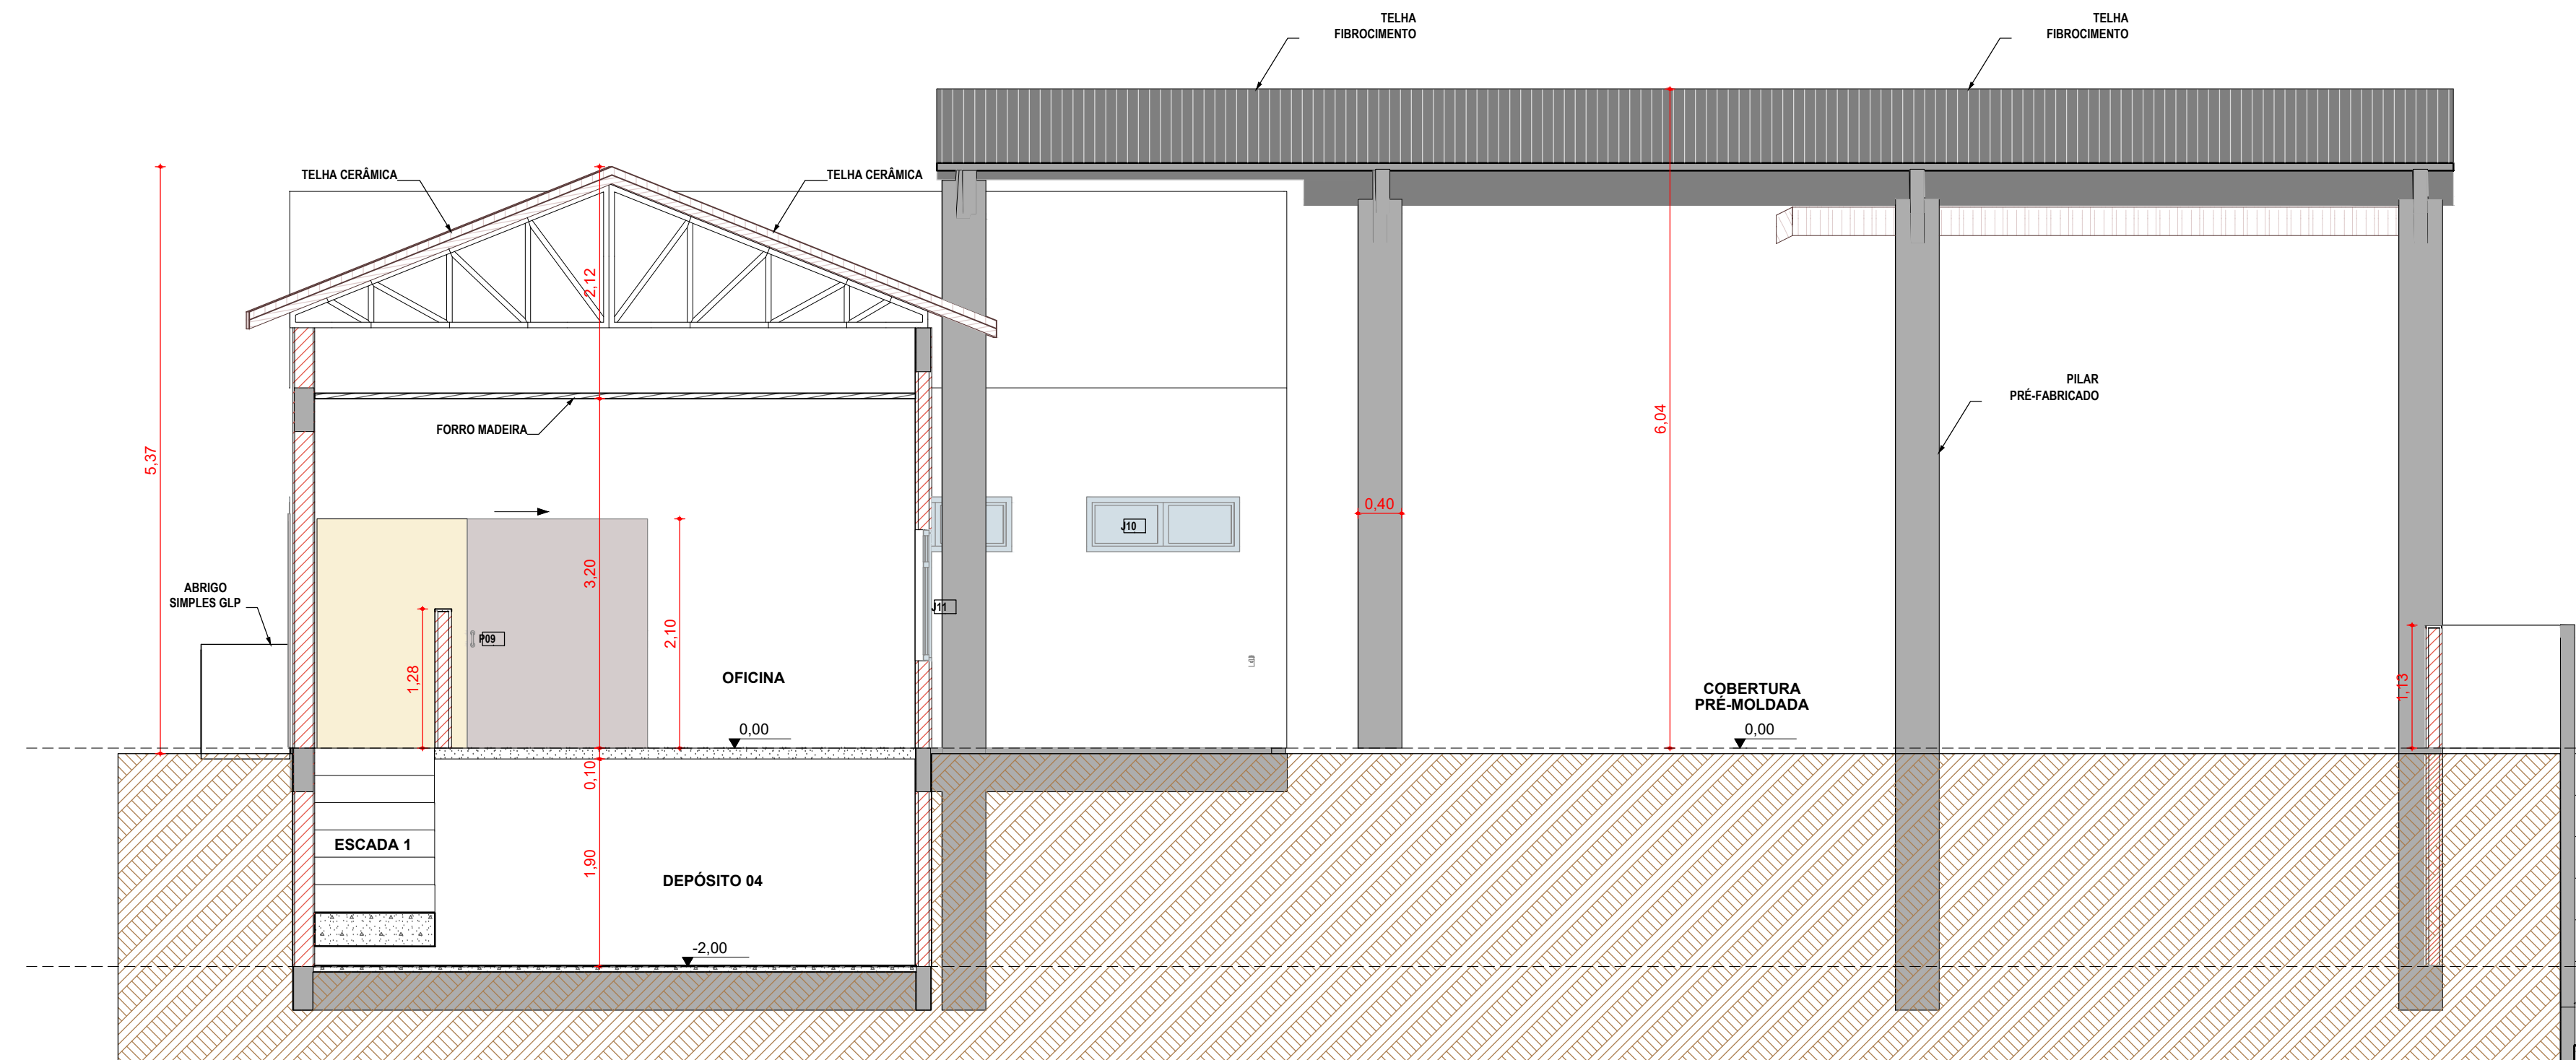 TELHA
FIBROCIMENTO
TELHA
FIBROCIMENTO
TELHA CERÂMICA
TELHA CERÂMICA
2,12
5,37
6,04
PILAR
PRÉ-FABRICADO
FORRO MADEIRA
0,40
J10
3,20
ABRIGO
SIMPLES GLP
J11
2,10
P09
1,28
OFICINA
1,13
COBERTURA
PRÉ-MOLDADA
0,00
0,00
0,10
ESCADA 1
1,90
DEPÓSITO 04
-2,00